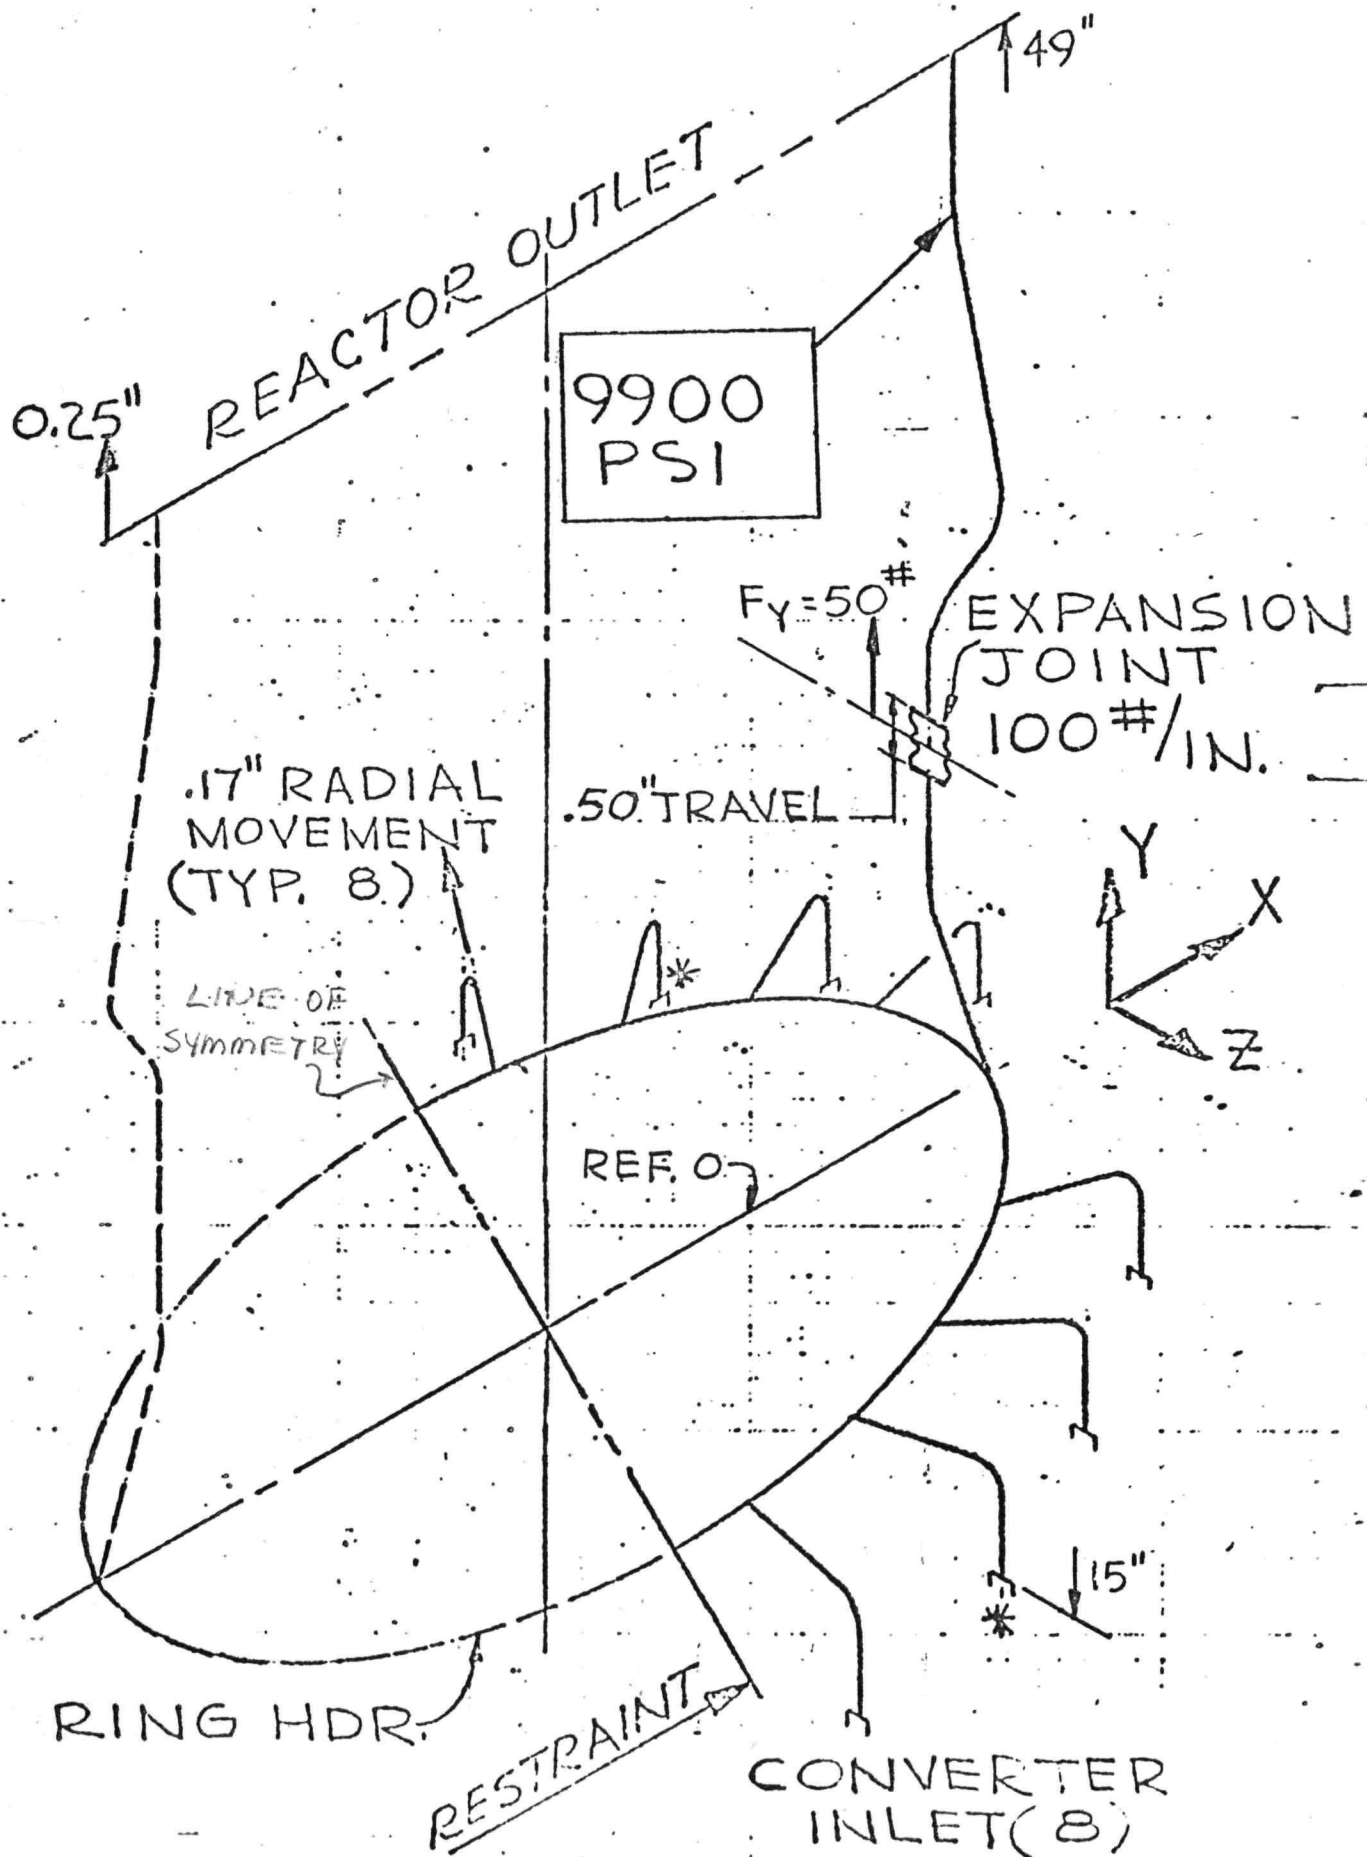 49"
REACTOR OUTLET
0.25"
9900
PSI
Fy=50#
EXPANSION
JOINT
100#/IN.
.17" RADIAL
MOVEMENT
(TYP. 8)
.50" TRAVEL
Y
X
Z
*
LINE OF
SYMMETRY
REF. O
15"
*
RING HDR.
RESTRAINT
CONVERTER
INLET(8)